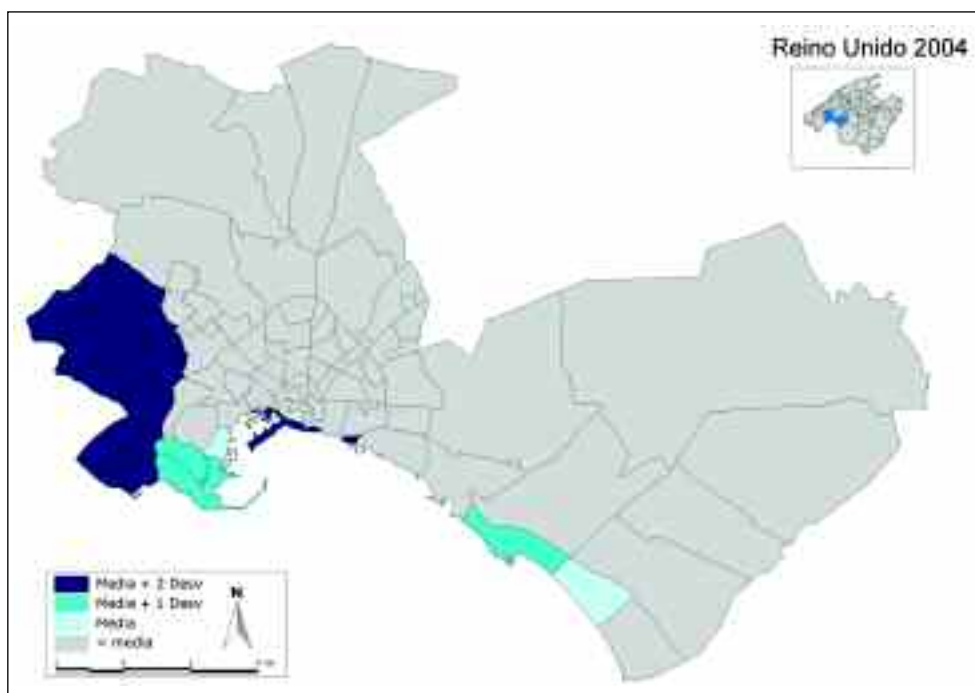 Reino Unido 2004
Media + 2 Desv
Media + 1 Desv
Media
< media
N